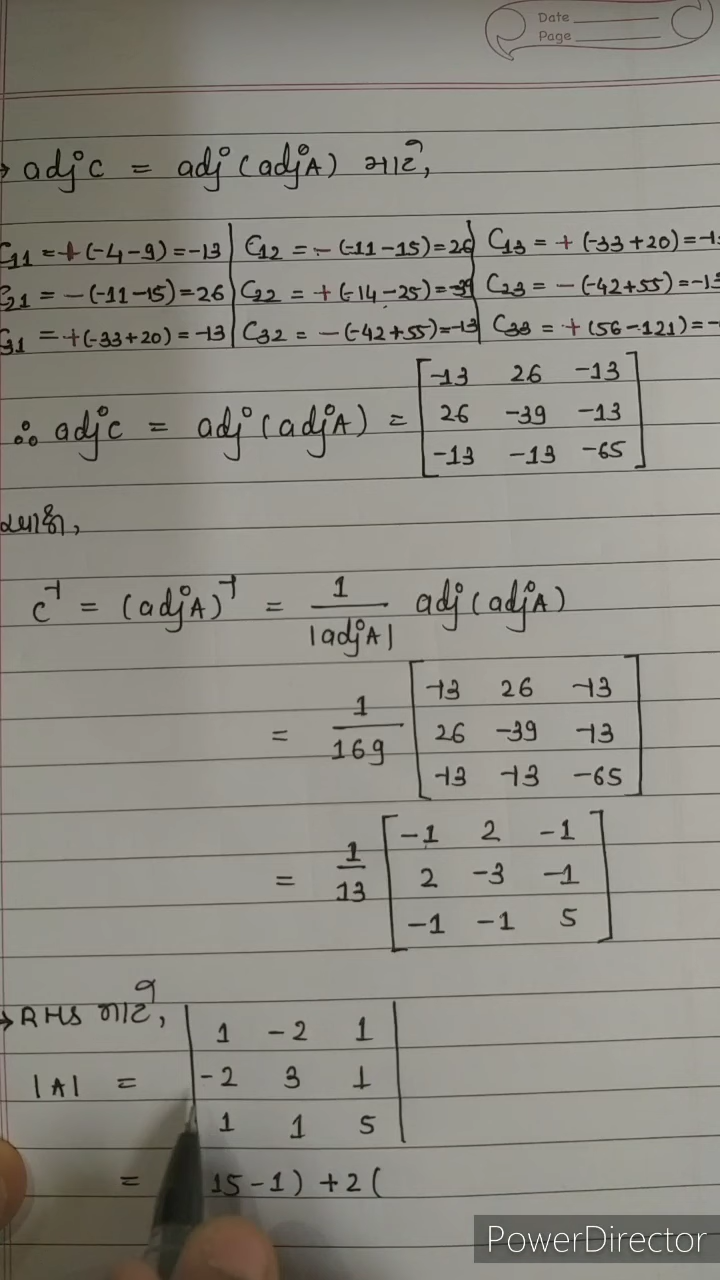 Date
Page
→ adj C = adj (adj A) માટે,
C11 = +(-4-9) = -13 | C12 = -(-11-15) = 26 | C13 = +(-33+20) = -1
C21 = -(-11-15) = 26 | C22 = +(-14-25) = -39 | C23 = -(-42+55) = -13
C31 = +(-33+20) = -13 | C32 = -(-42+55) = -13 | C33 = +(56-121) = -
-13 26 -13
∴ adj C = adj (adj A) = 26 -39 -13
-13 -13 -65
C⁻¹ = (adj A)⁻¹ = 1/|adj A| adj (adj A)
-13 26 -13
= 1/169 26 -39 -13
-13 -13 -65
-1 2 -1
= 1/13 2 -3 -1
-1 -1 5
→ RHS માટે,
1 -2 1
|A| = -2 3 1
1 1 5
= 15-1) +2(
PowerDirector